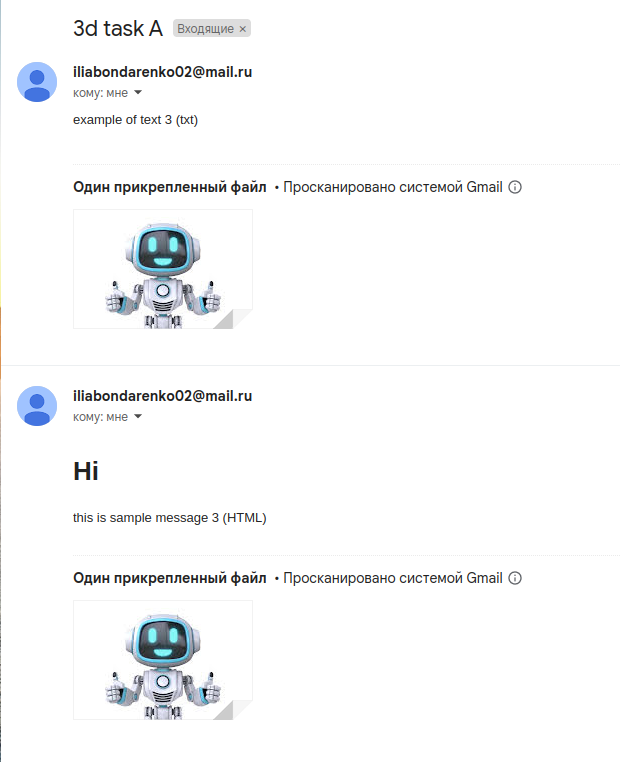 3d task A Входящие ×
iliabondarenko02@mail.ru
кому: мне
example of text 3 (txt)
Один прикрепленный файл • Просканировано системой Gmail
iliabondarenko02@mail.ru
кому: мне
Hi
this is sample message 3 (HTML)
Один прикрепленный файл • Просканировано системой Gmail